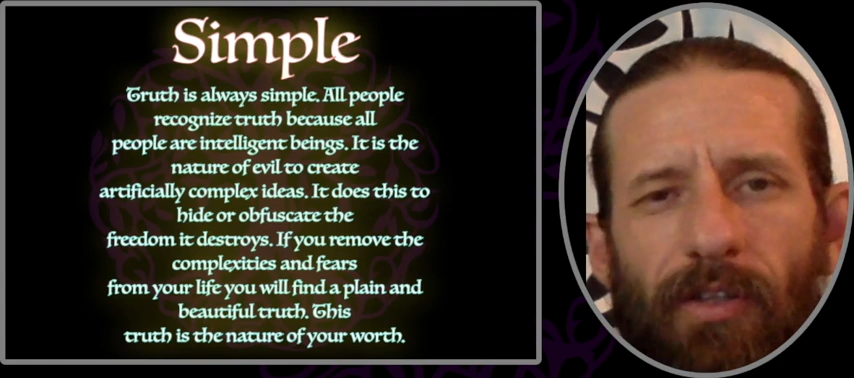 Simple
Truth is always simple. All people
recognize truth because all
people are intelligent beings. It is the
nature of evil to create
artificially complex ideas. It does this to
hide or obfuscate the
freedom it destroys. If you remove the
complexities and fears
from your life you will find a plain and
beautiful truth. This
truth is the nature of your worth.